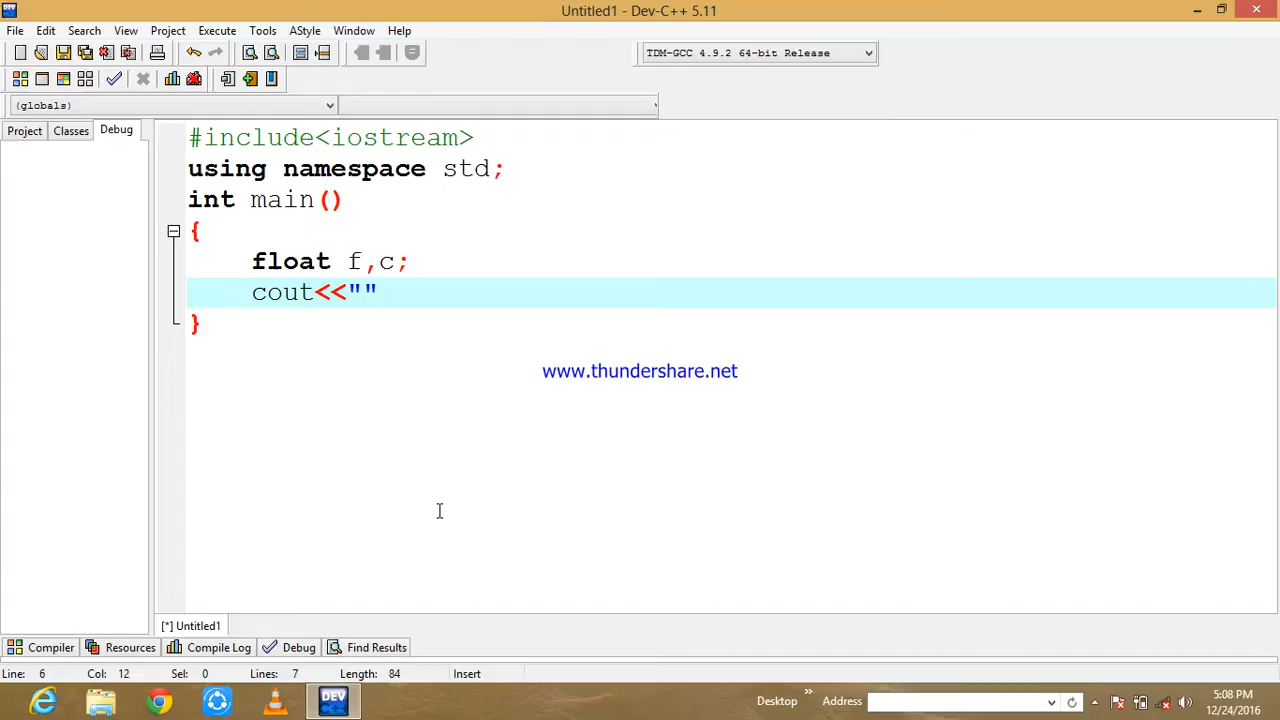 Untitled1 - Dev-C++ 5.11
File Edit Search View Project Execute Tools AStyle Window Help
TDM-GCC 4.9.2 64-bit Release
(globals)
Project Classes Debug
#include<iostream>
using namespace std;
int main()
{
float f,c;
cout<<""
}
www.thundershare.net
[*] Untitled1
Compiler Resources Compile Log Debug Find Results
Line: 6 Col: 12 Sel: 0 Lines: 7 Length: 84 Insert
DEV
Desktop » Address
5:08 PM
12/24/2016